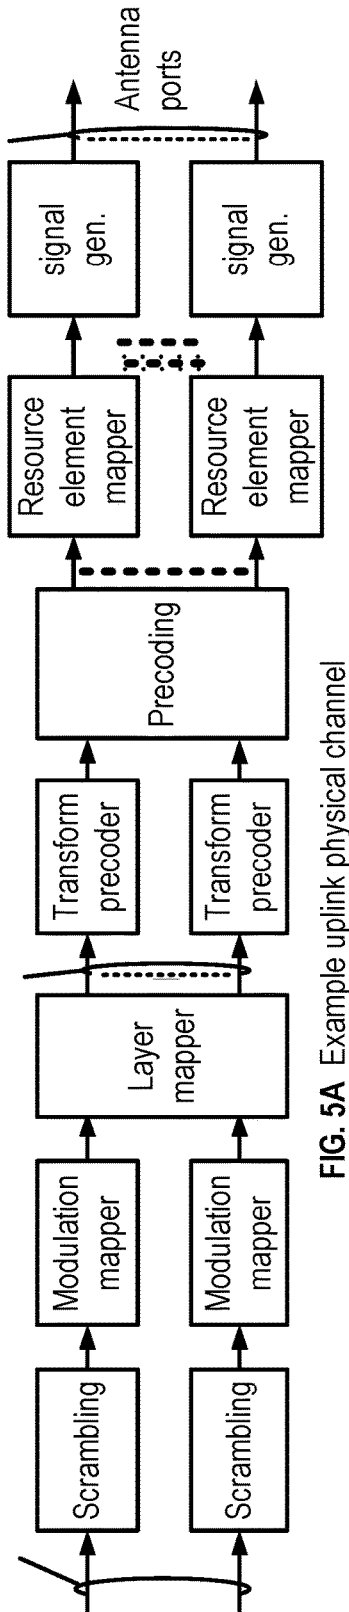 Scrambling
Modulation
mapper
Layer
mapper
Transform
precoder
Precoding
Resource
element
mapper
signal
gen.
Antenna
ports
Scrambling
Modulation
mapper
Transform
precoder
Resource
element
mapper
signal
gen.
FIG. 5A Example uplink physical channel